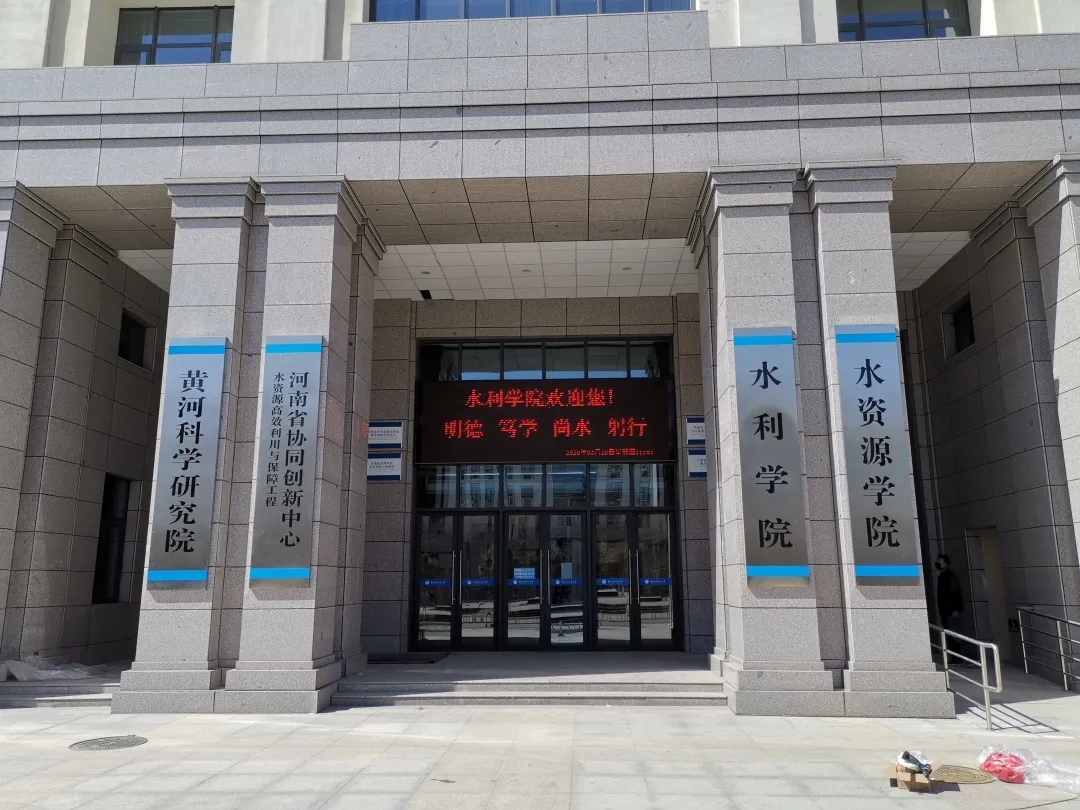 黄河科学研究院
河南省协同创新中心
水资源高效利用与保障工程
水利学院欢迎您!
明德 笃学 尚水 躬行
水利学院
水资源学院